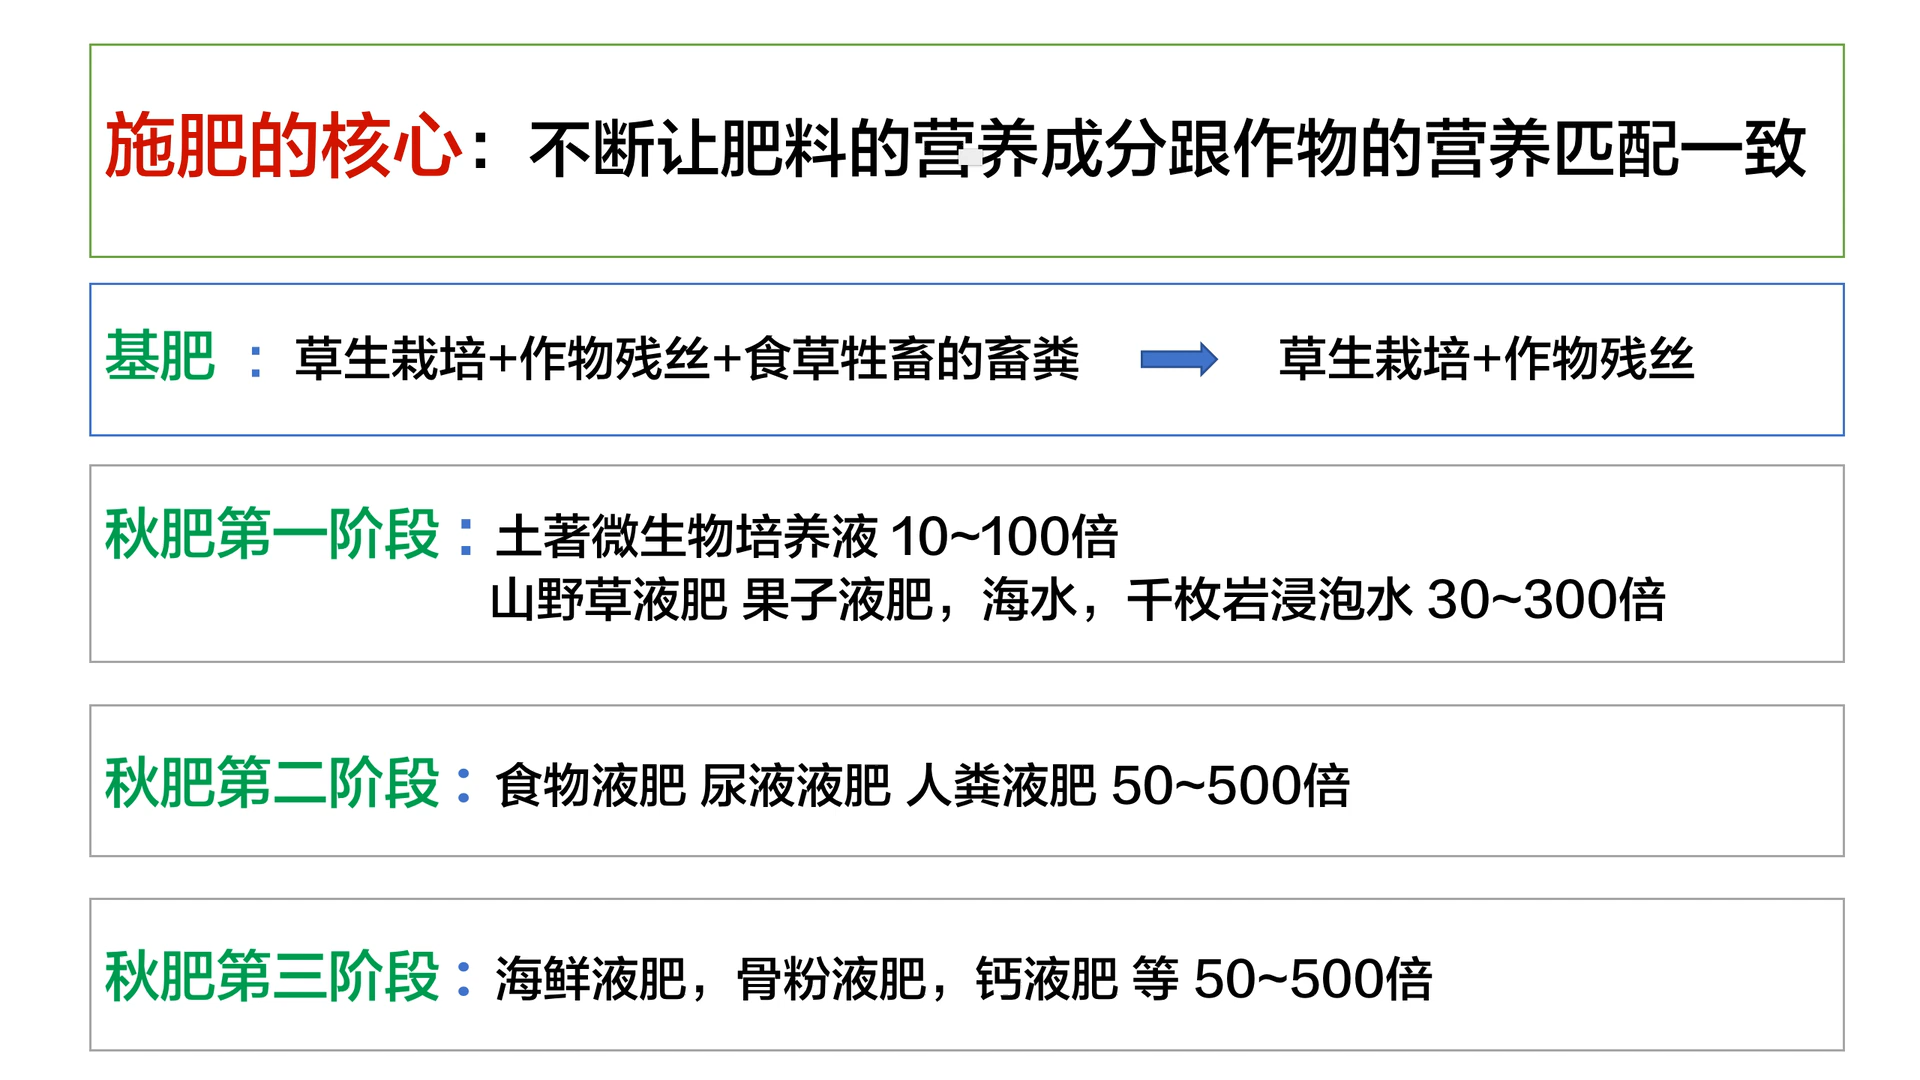 施肥的核心：不断让肥料的营养成分跟作物的营养匹配一致
基肥 ：草生栽培+作物残丝+食草牲畜的畜粪 草生栽培+作物残丝
秋肥第一阶段：土著微生物培养液 10~100倍
山野草液肥 果子液肥，海水，千枚岩浸泡水 30~300倍
秋肥第二阶段：食物液肥 尿液液肥 人粪液肥 50~500倍
秋肥第三阶段：海鲜液肥，骨粉液肥，钙液肥 等 50~500倍